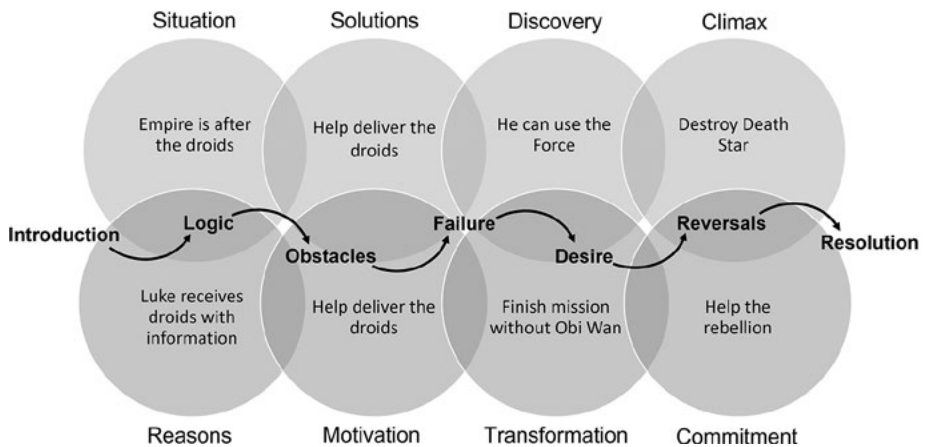 Situation
Solutions
Discovery
Climax
Empire is after
the droids
Help deliver the
droids
He can use the
Force
Destroy Death
Star
Introduction
Logic
Obstacles
Failure
Desire
Reversals
Resolution
Luke receives
droids with
information
Help deliver the
droids
Finish mission
without Obi Wan
Help the
rebellion
Reasons
Motivation
Transformation
Commitment